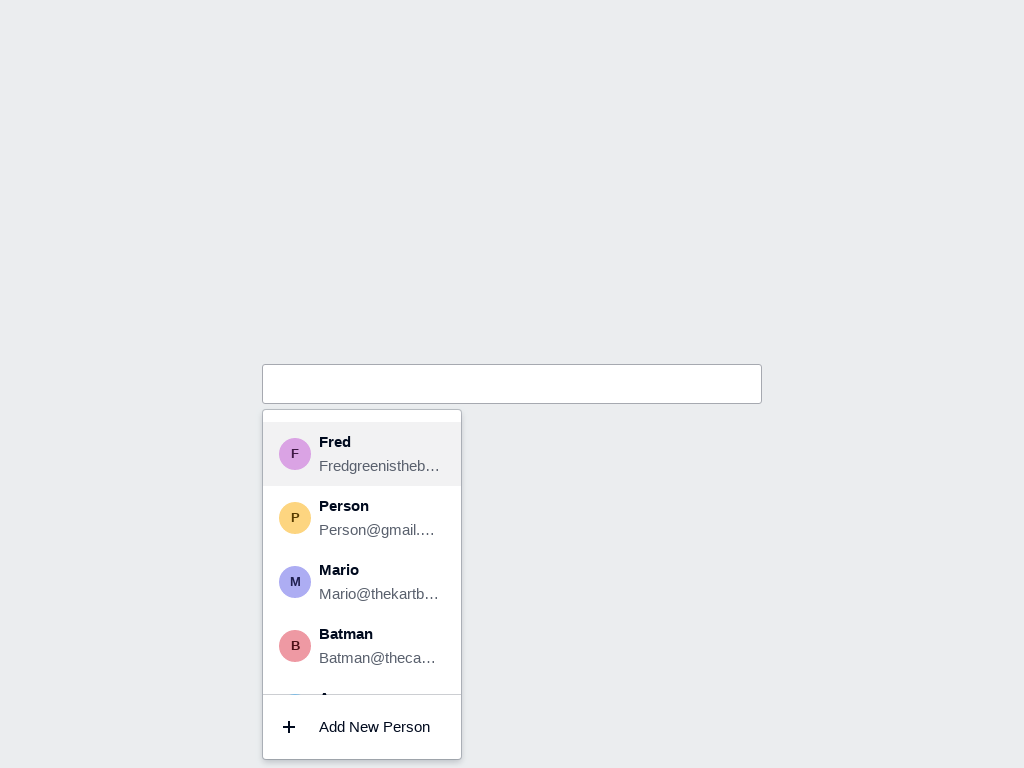 F
Fred
Fredgreenistheb…
P
Person
Person@gmail.…
M
Mario
Mario@thekartb…
B
Batman
Batman@theca…
Add New Person